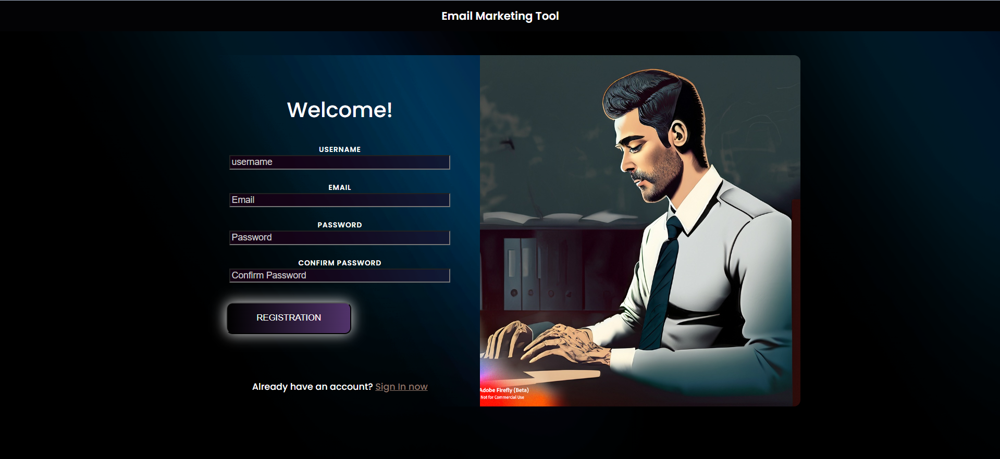 Email Marketing Tool
Welcome!
USERNAME
username
EMAIL
Email
PASSWORD
Password
CONFIRM PASSWORD
Confirm Password
REGISTRATION
Already have an account? Sign In now
Adobe Firefly (Beta)
Not for Commercial Use